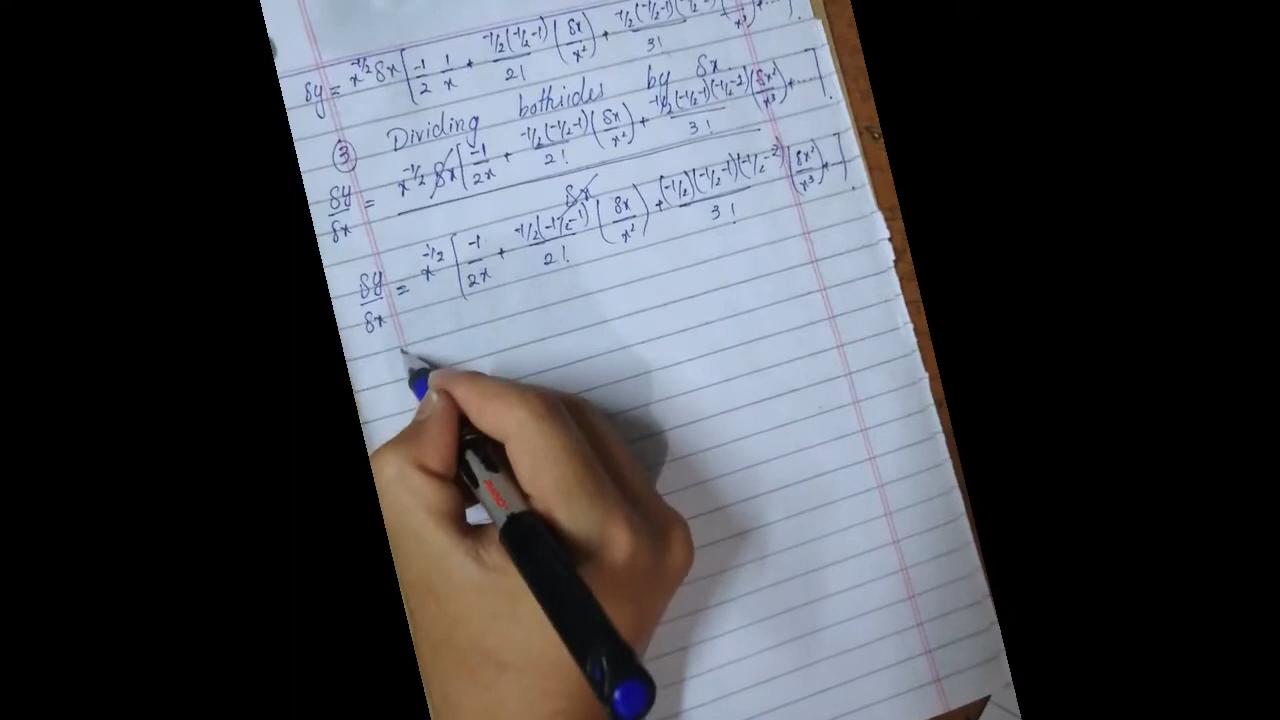 δy = x^{-1/2} δx [ -1/2 1/x + -1/2(-1/2-1)/2! (δx/x²) + -1/2(-1/2-1)(-1/2-2)/3! ( /x³) + .... ] .
③ Dividing bothsides by δx.
δy/δx = x^{-1/2} δx [ -1/2x + -1/2(-1/2-1)/2! (δx/x²) + -1/2(-1/2-1)(-1/2-2)/3! (δx²/x³) + ..... ] . / δx
δy/δx = x^{-1/2} [ -1/2x + -1/2(-1/2-1)/2! (δx/x²) + (-1/2)(-1/2-1)(-1/2-2)/3! (δx²/x³) + ... ] .